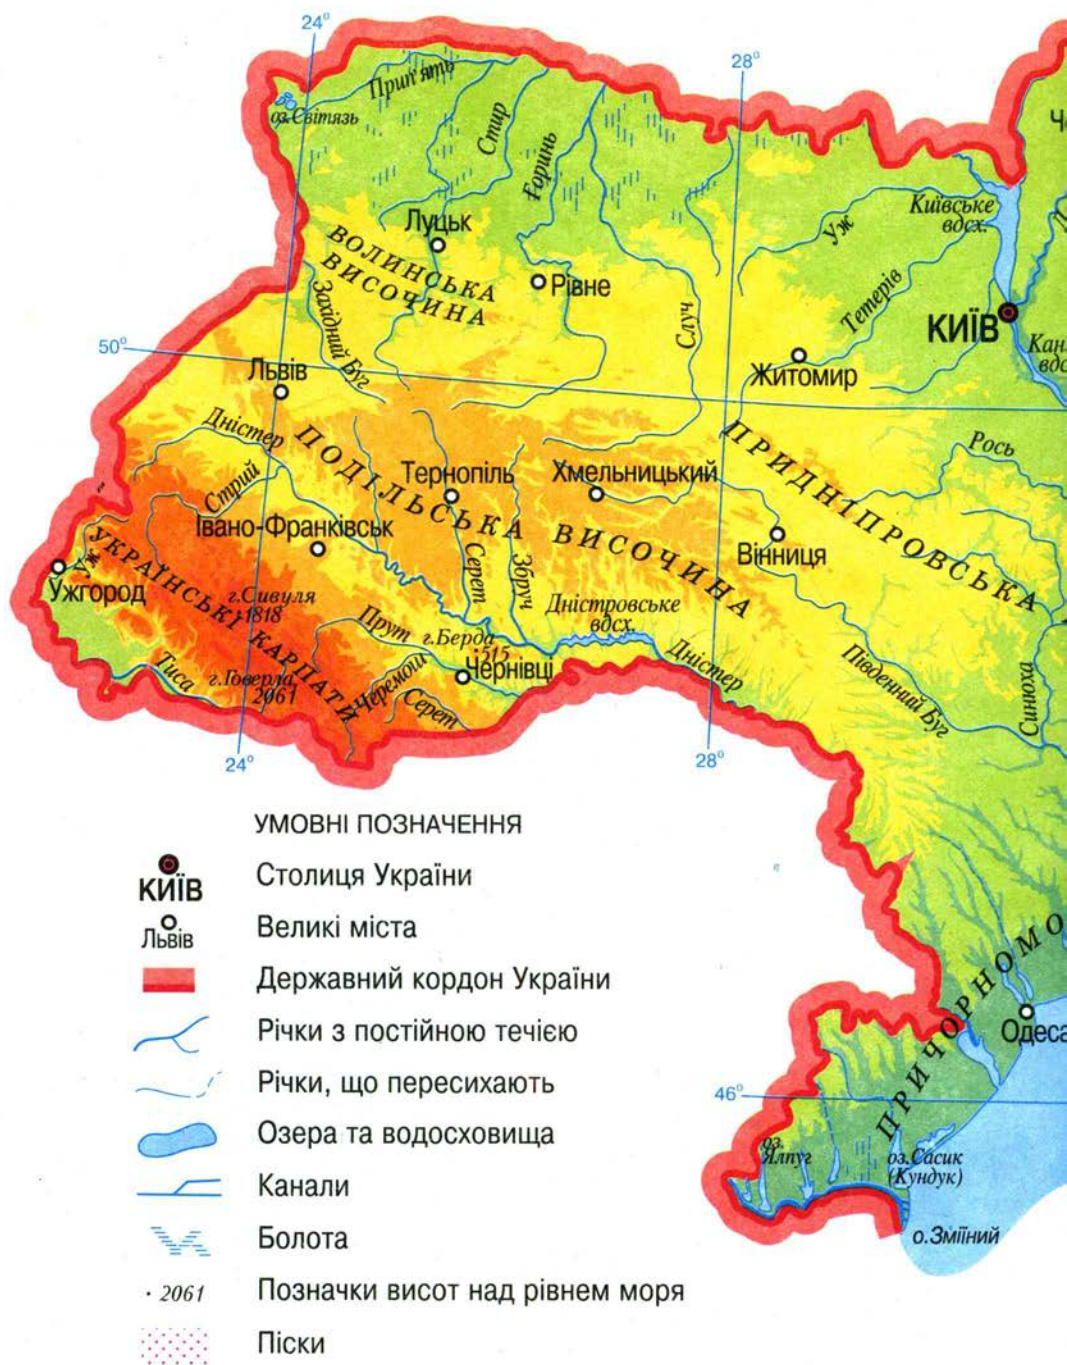 24°
28°
Прип'ять
оз.Світязь
Стир
Горинь
Уж
Київське
вдсх.
Луцьк
ВОЛИНСЬКА
ВИСОЧИНА
Рівне
Західний Буг
Случ
Тетерів
КИЇВ
50°
Житомир
Львів
Дністер
Стрий
ПОДІЛЬСЬКА ВИСОЧИНА
Тернопіль
Хмельницький
ПРИДНІПРОВСЬКА
Рось
Івано-Франківськ
Вінниця
Уж
Ужгород
УКРАЇНСЬКІ КАРПАТИ
г.Сивуля
1818
Серет
Збруч
Дністровське
вдсх.
Прут
г.Берда
515
Чернівці
Дністер
Південний Буг
Синюха
Тиса
г.Говерла
2061
Черемош
Серет
24°
28°
УМОВНІ ПОЗНАЧЕННЯ
КИЇВ
Столиця України
Львів
Великі міста
Державний кордон України
Річки з постійною течією
Річки, що пересихають
Озера та водосховища
Канали
Болота
· 2061
Позначки висот над рівнем моря
Піски
ПРИЧОРНОМО
Одеса
46°
оз.
Ялпуг
оз.Сасик
(Кундук)
о.Зміїний